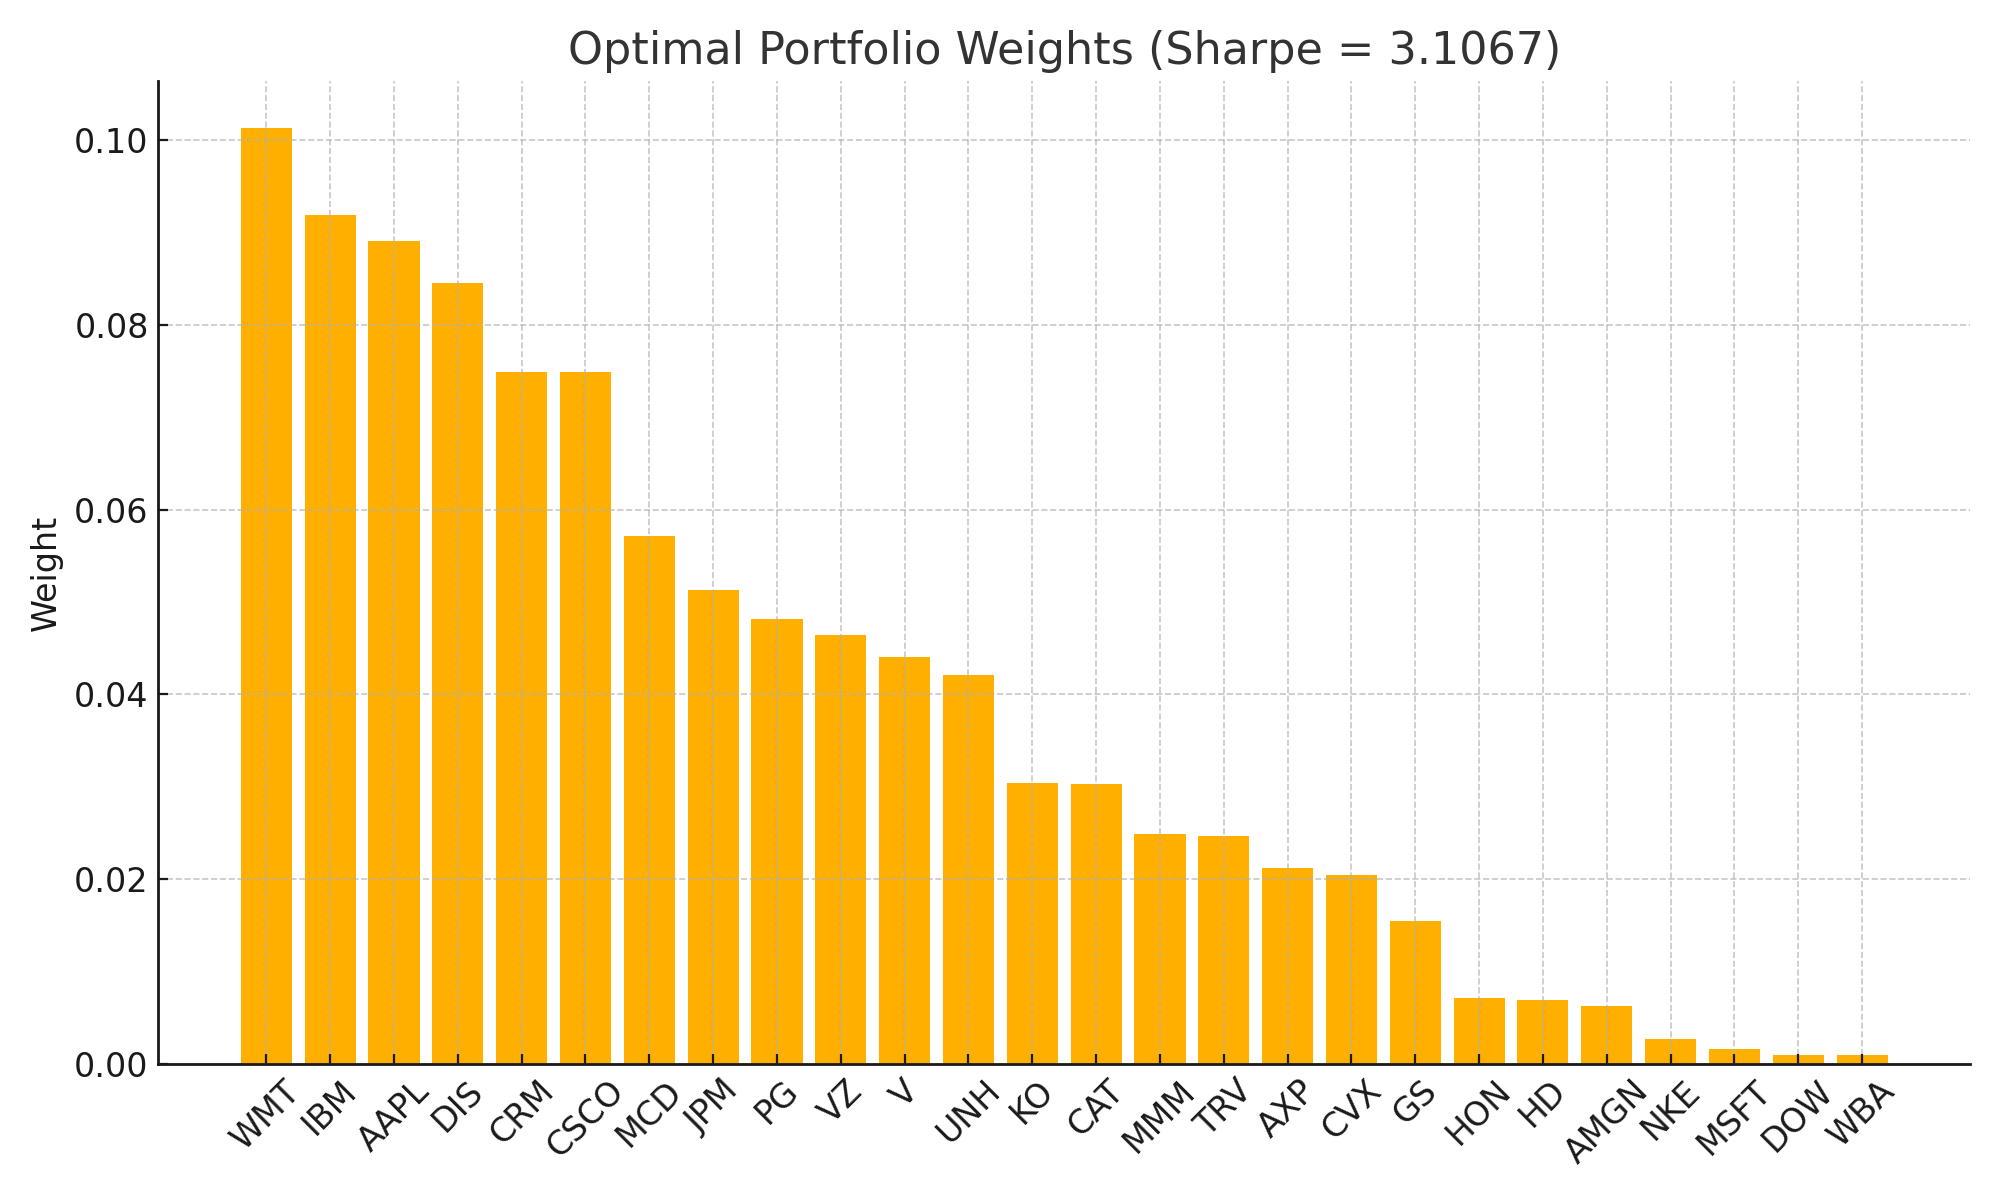 Optimal Portfolio Weights (Sharpe = 3.1067)
Weight
0.10
0.08
0.06
0.04
0.02
0.00
WMT
IBM
AAPL
DIS
CRM
CSCO
MCD
JPM
PG
VZ
V
UNH
KO
CAT
MMM
TRV
AXP
CVX
GS
HON
HD
AMGN
NKE
MSFT
DOW
WBA